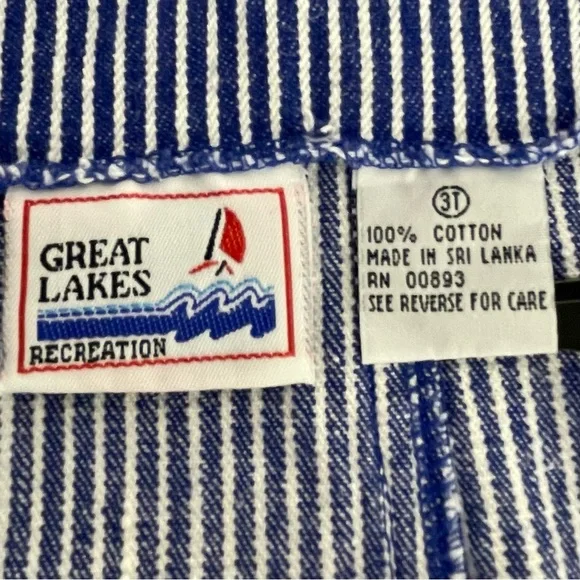 GREAT
LAKES
RECREATION
3T
100% COTTON
MADE IN SRI LANKA
RN 00893
SEE REVERSE FOR CARE